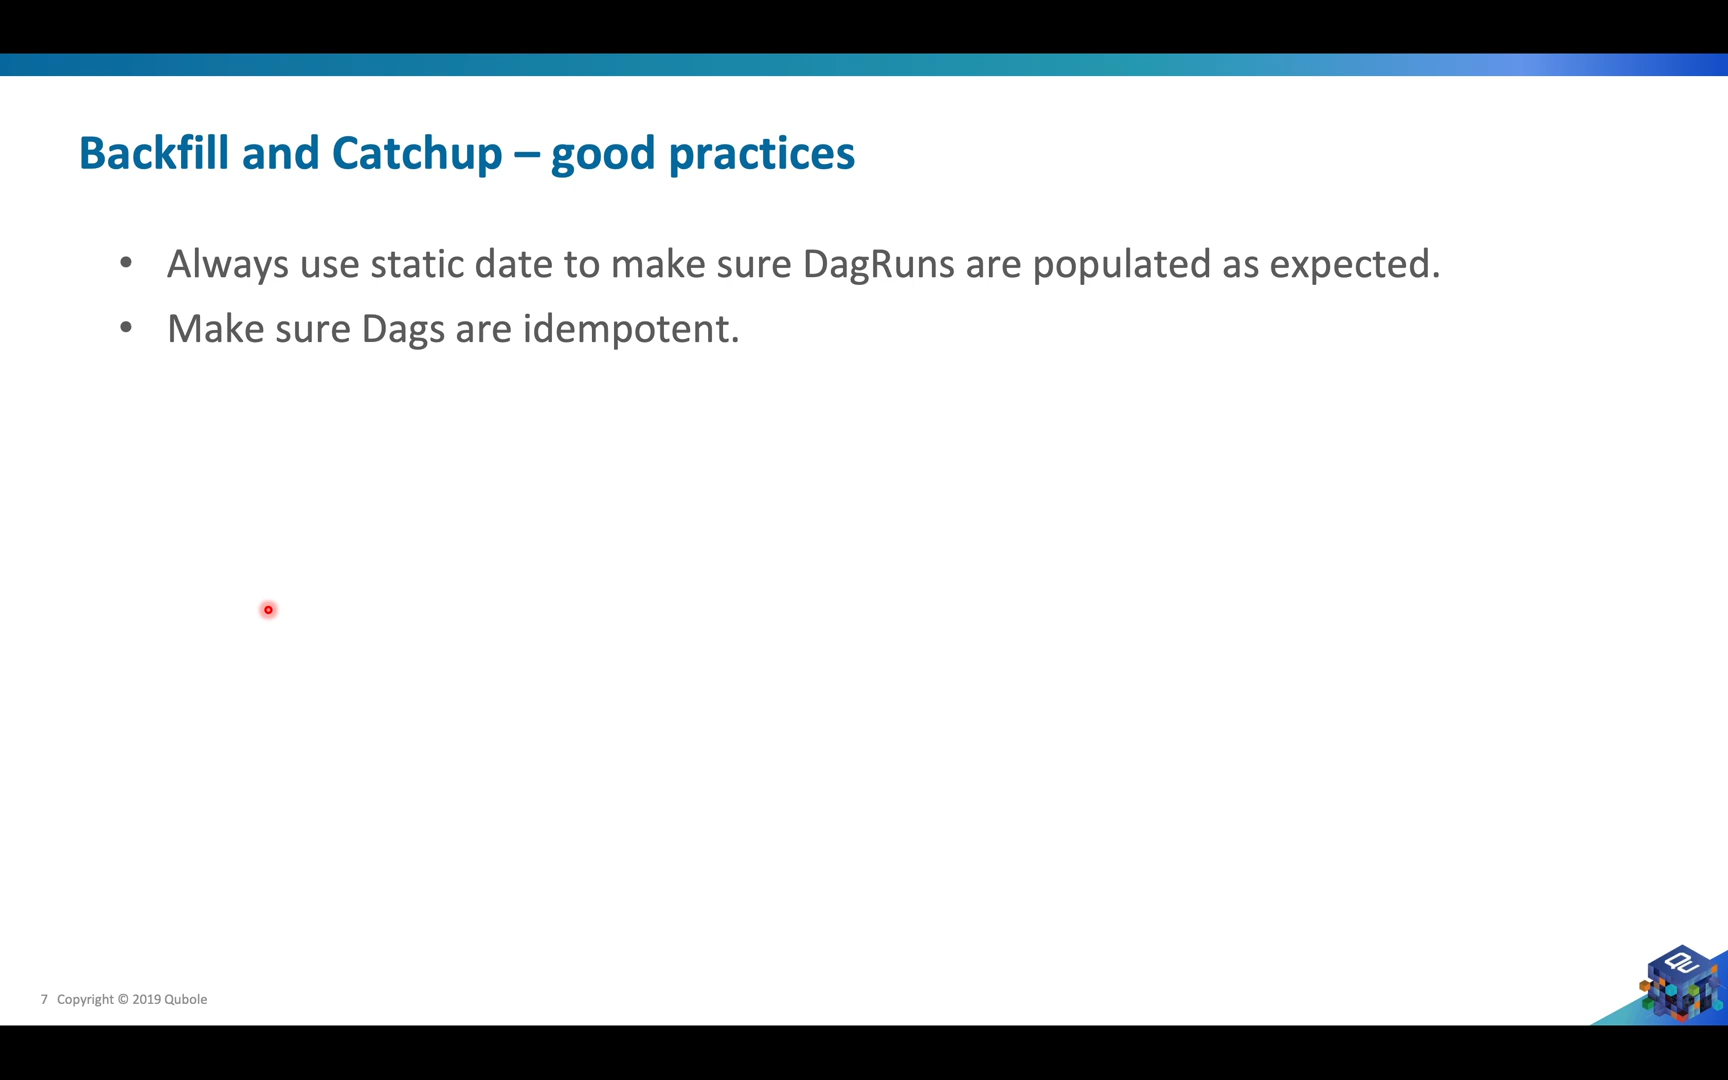 Backfill and Catchup – good practices
• Always use static date to make sure DagRuns are populated as expected.
• Make sure Dags are idempotent.
7 Copyright © 2019 Qubole
QU